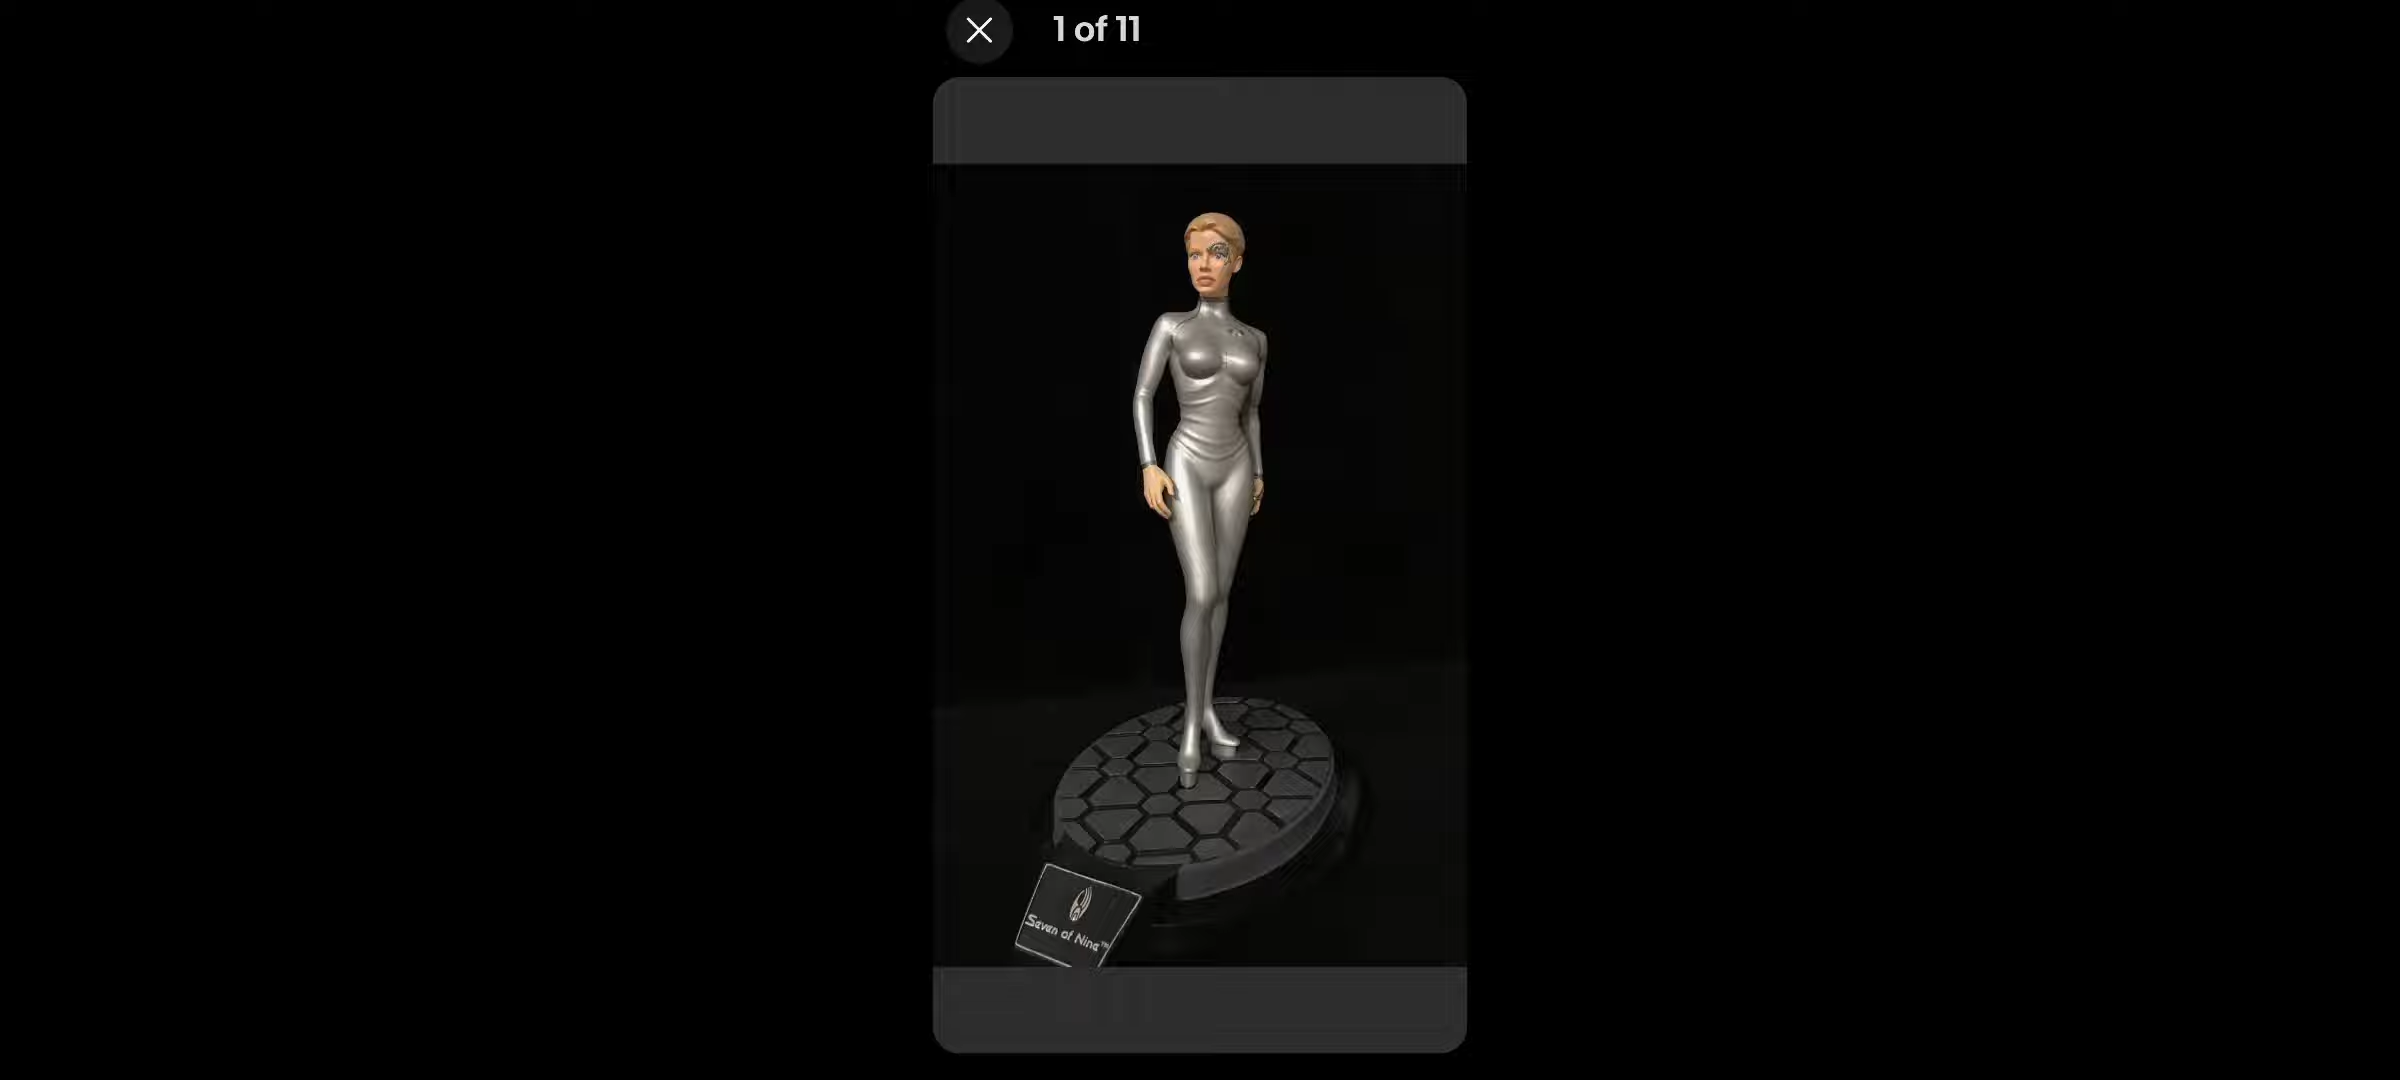 1 of 11
Seven of Nine™